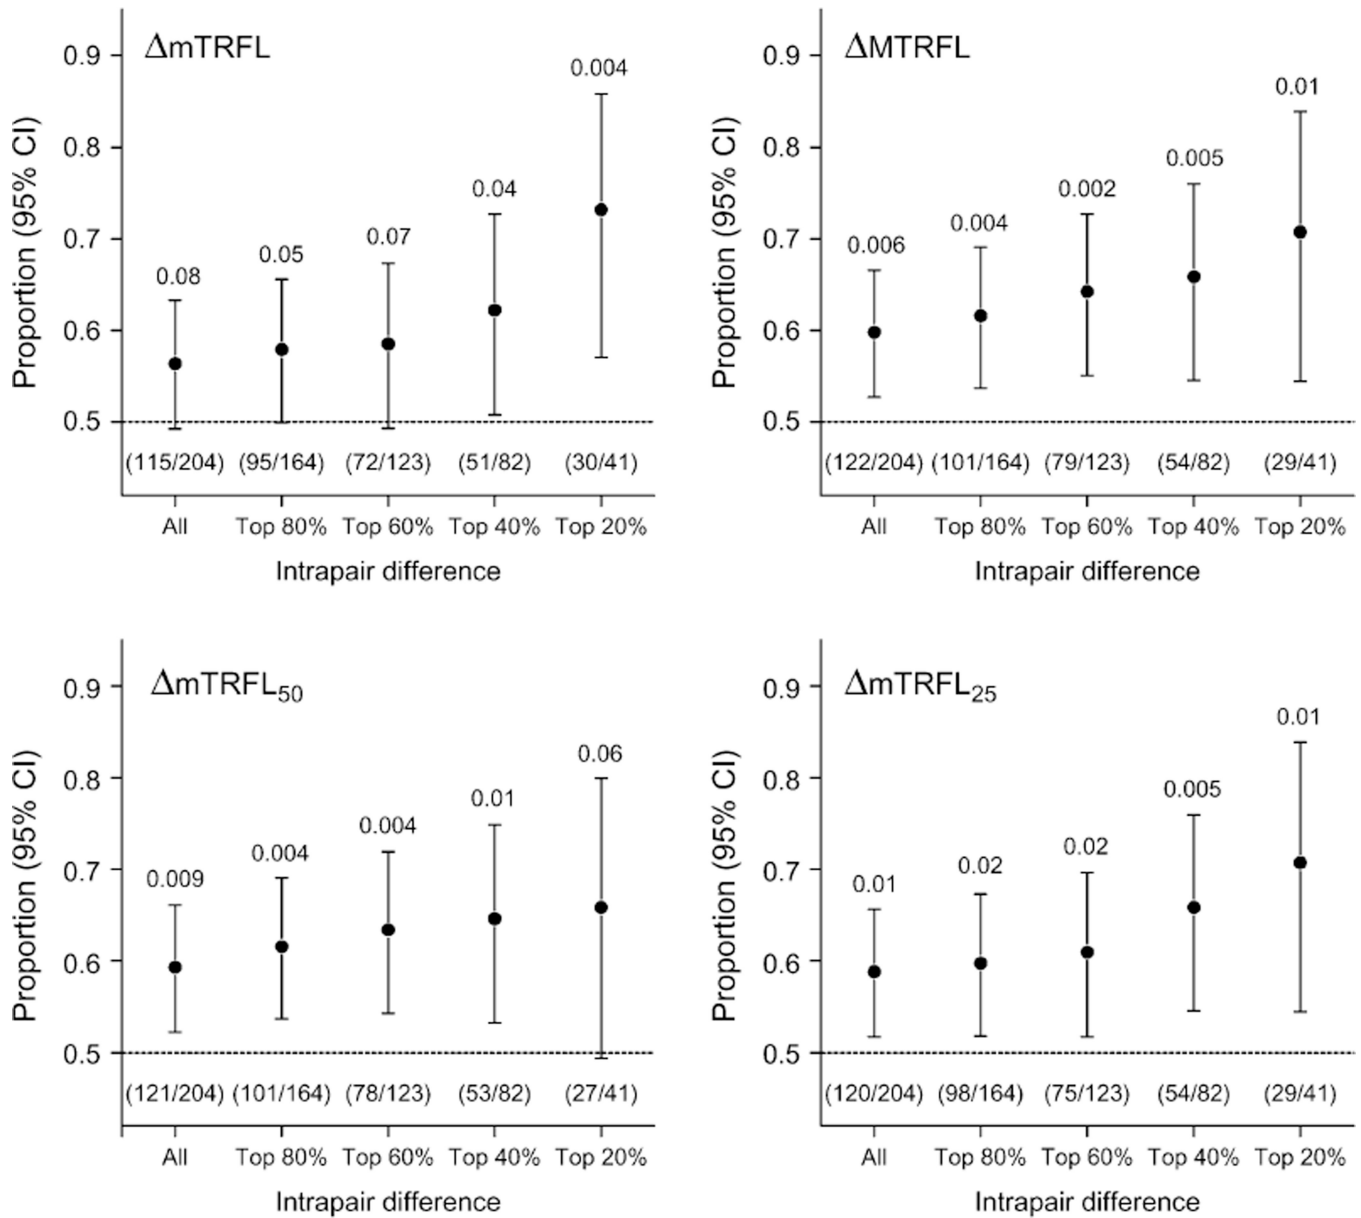 ΔmTRFL
Proportion (95% CI)
0.9
0.8
0.7
0.6
0.5
0.08
0.05
0.07
0.04
0.004
(115/204) (95/164) (72/123) (51/82) (30/41)
All Top 80% Top 60% Top 40% Top 20%
Intrapair difference
ΔMTRFL
Proportion (95% CI)
0.9
0.8
0.7
0.6
0.5
0.006
0.004
0.002
0.005
0.01
(122/204) (101/164) (79/123) (54/82) (29/41)
All Top 80% Top 60% Top 40% Top 20%
Intrapair difference
ΔmTRFL50
Proportion (95% CI)
0.9
0.8
0.7
0.6
0.5
0.009
0.004
0.004
0.01
0.06
(121/204) (101/164) (78/123) (53/82) (27/41)
All Top 80% Top 60% Top 40% Top 20%
Intrapair difference
ΔmTRFL25
Proportion (95% CI)
0.9
0.8
0.7
0.6
0.5
0.01
0.02
0.02
0.005
0.01
(120/204) (98/164) (75/123) (54/82) (29/41)
All Top 80% Top 60% Top 40% Top 20%
Intrapair difference